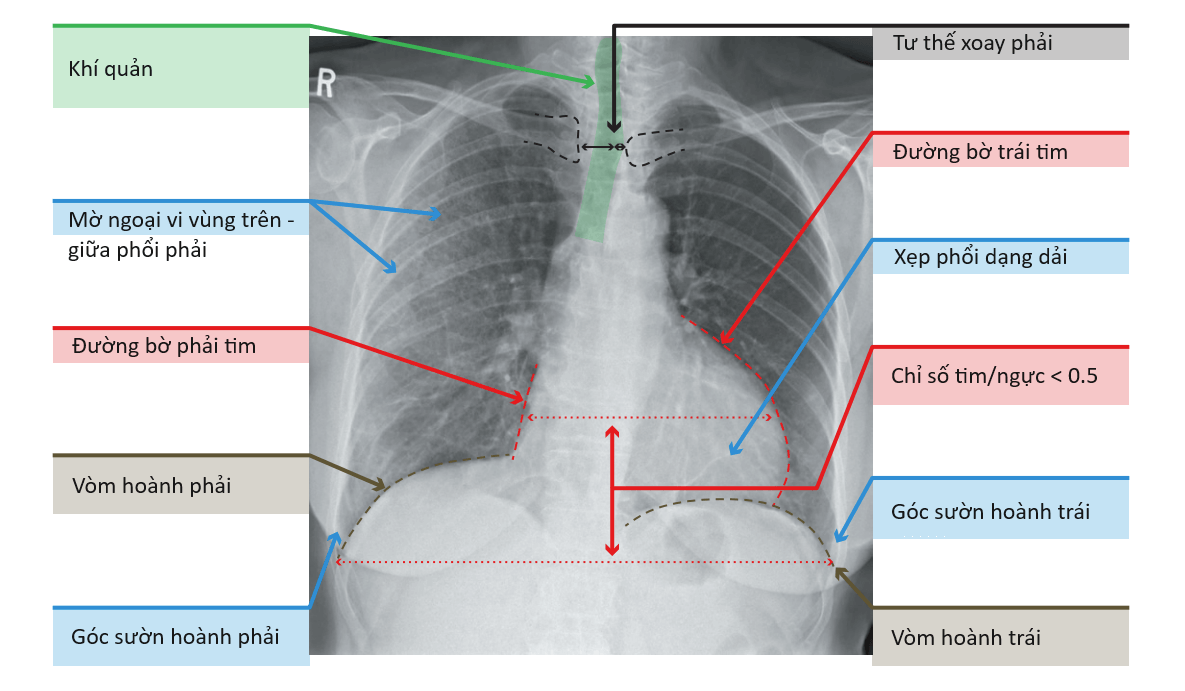 Khí quản
R
Mờ ngoại vi vùng trên -
giữa phổi phải
Đường bờ phải tim
Vòm hoành phải
Góc sườn hoành phải
Tư thế xoay phải
Đường bờ trái tim
Xẹp phổi dạng dải
Chỉ số tim/ngực < 0.5
Góc sườn hoành trái
Vòm hoành trái